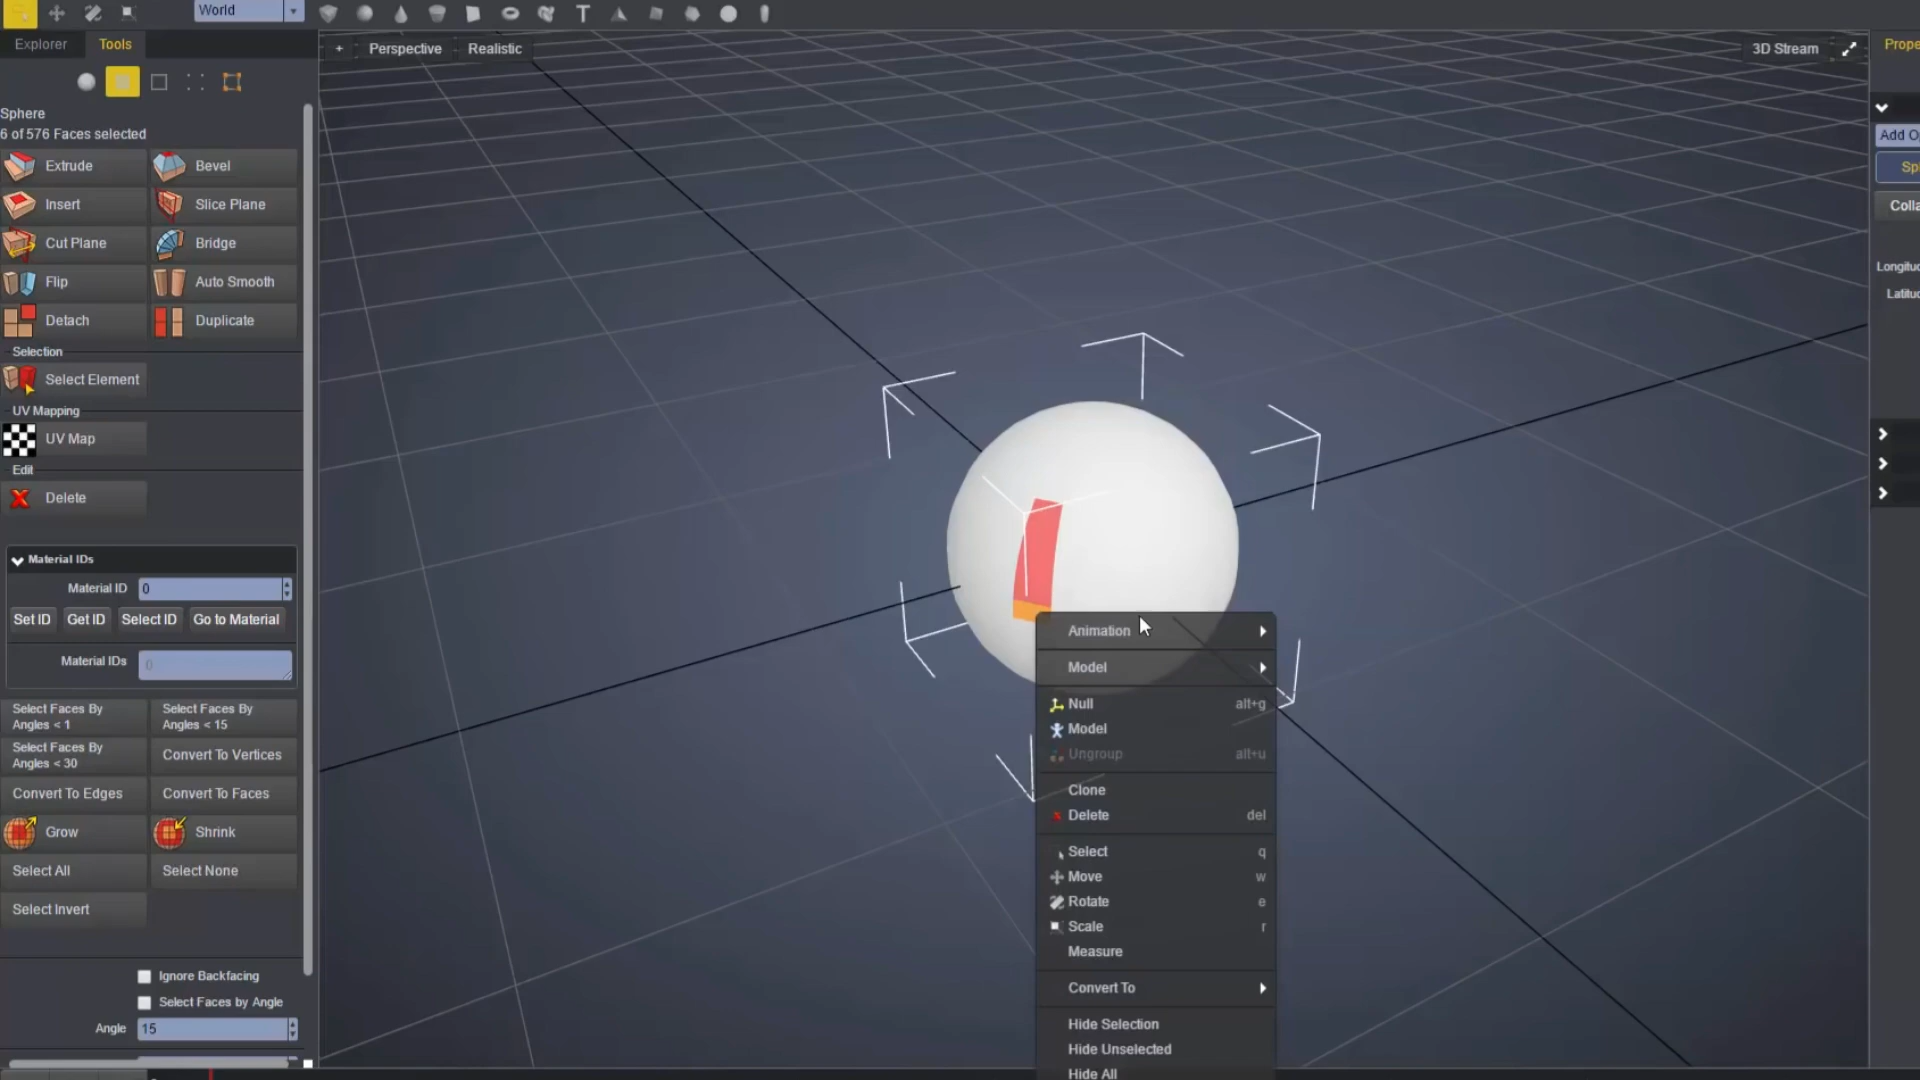 World
Explorer
Tools
+
Perspective
Realistic
3D Stream
Prope
Sphere
6 of 576 Faces selected
Extrude
Bevel
Insert
Slice Plane
Cut Plane
Bridge
Flip
Auto Smooth
Detach
Duplicate
Selection
Select Element
UV Mapping
UV Map
Edit
Delete
Material IDs
Material ID
0
Set ID
Get ID
Select ID
Go to Material
Material IDs
0
Select Faces By
Angles < 1
Select Faces By
Angles < 15
Select Faces By
Angles < 30
Convert To Vertices
Convert To Edges
Convert To Faces
Grow
Shrink
Select All
Select None
Select Invert
Ignore Backfacing
Select Faces by Angle
Angle
15
Animation
Model
Null alt+g
Model
Ungroup alt+u
Clone
Delete del
Select q
Move w
Rotate e
Scale r
Measure
Convert To
Hide Selection
Hide Unselected
Hide All
Add O
Sp
Colla
Longitu
Latitu